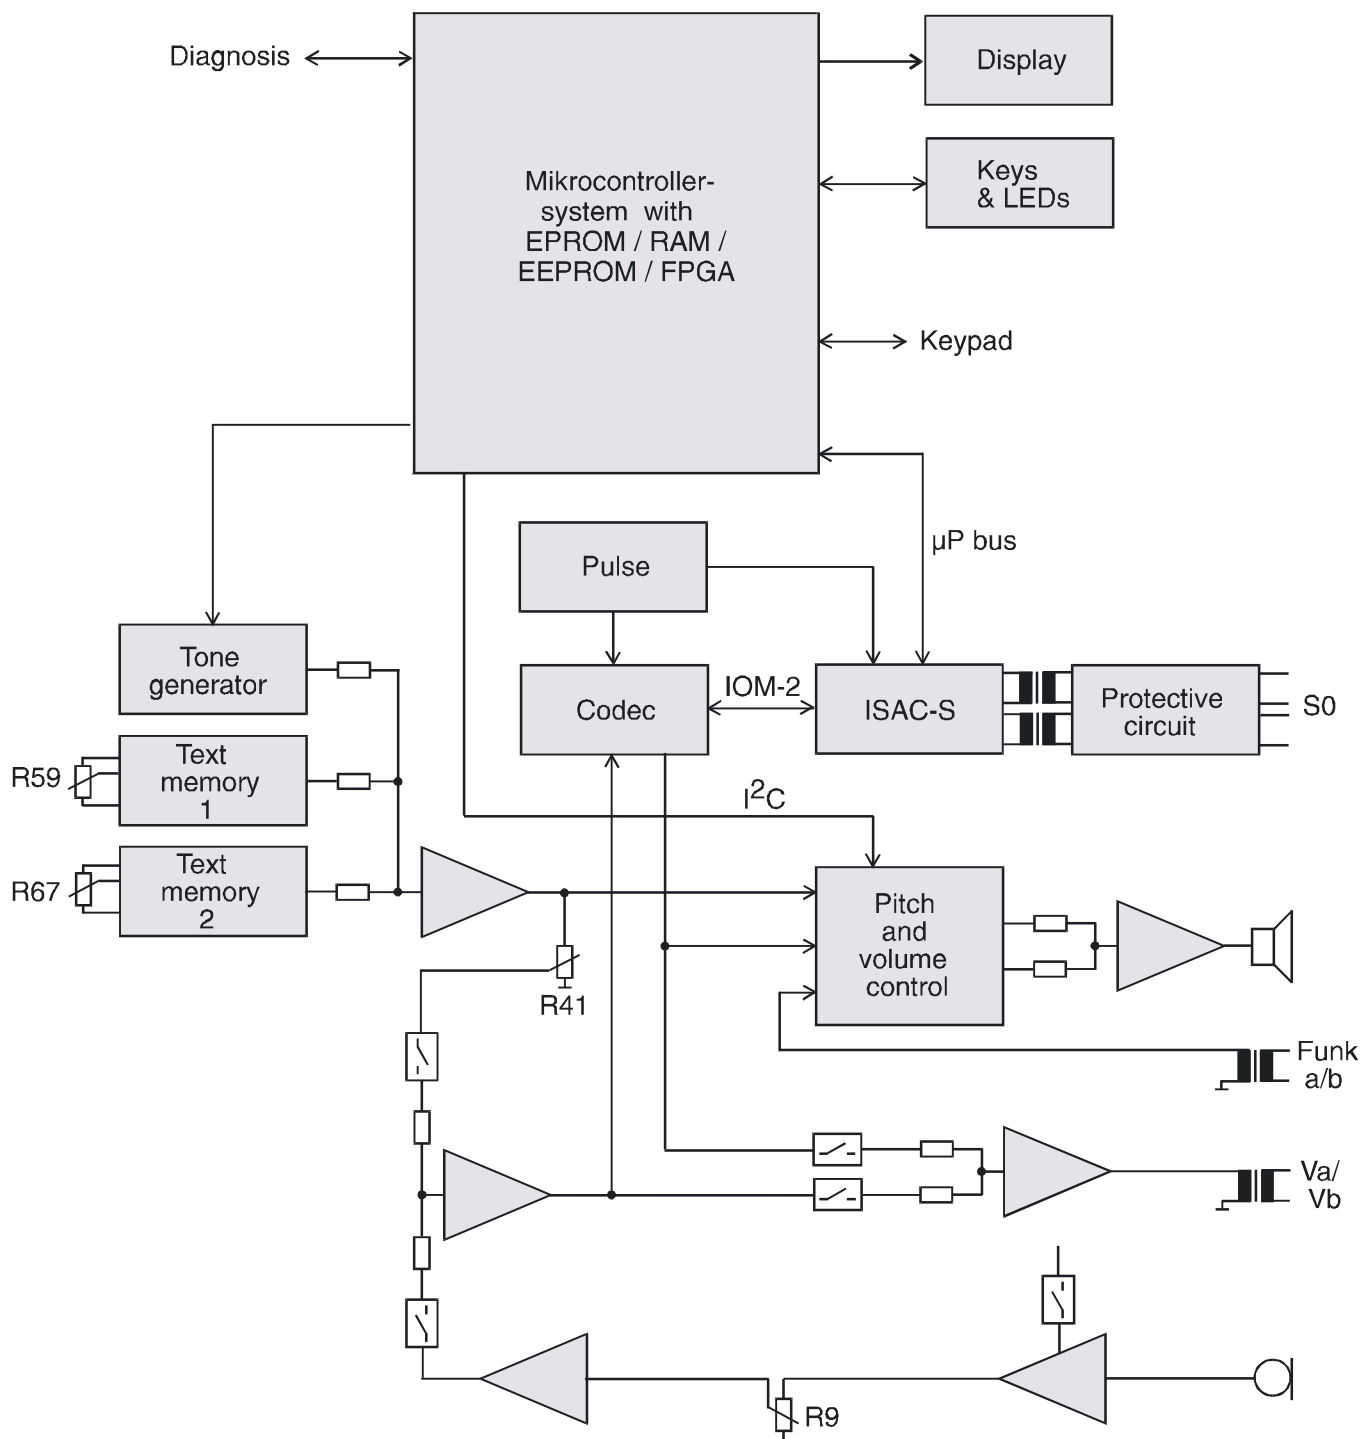 Diagnosis
Display
Mikrocontroller-
system with
EPROM / RAM /
EEPROM / FPGA
Keys
& LEDs
Keypad
µP bus
Pulse
Tone
generator
Codec
IOM-2
ISAC-S
Protective
circuit
S0
R59
Text
memory
1
I²C
R67
Text
memory
2
Pitch
and
volume
control
R41
Funk
a/b
Va/
Vb
R9